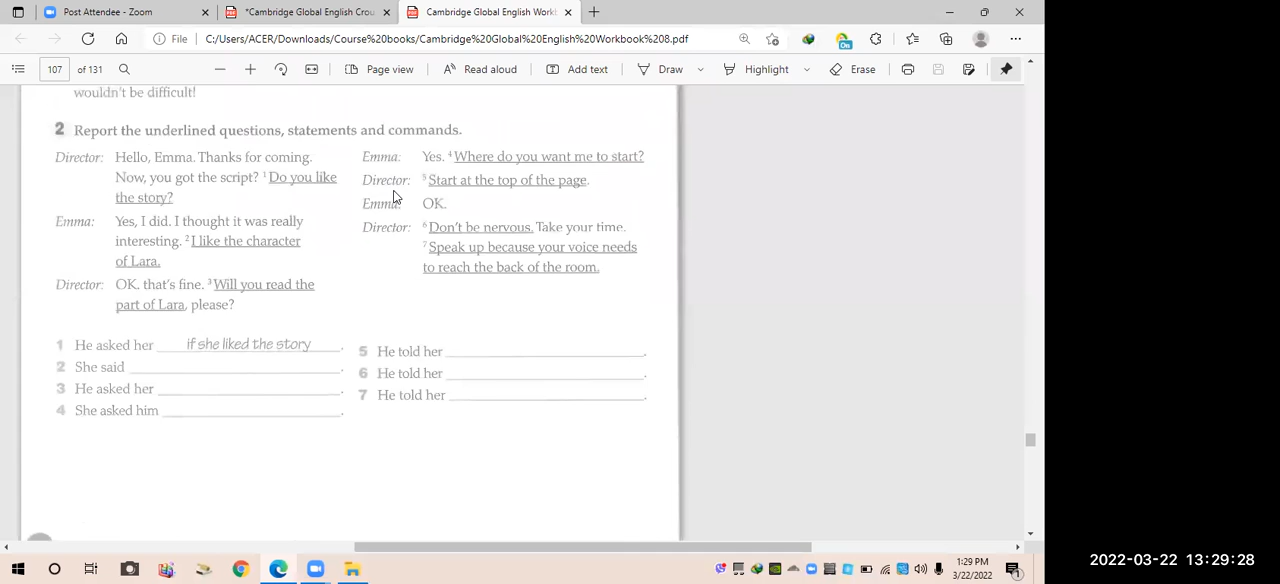 Post Attendee - Zoom
*Cambridge Global English Cou
Cambridge Global English Workb
File
C:/Users/ACER/Downloads/Course%20books/Cambridge%20Global%20English%20Workbook%208.pdf
On
107 of 131
Page view
Read aloud
Add text
Draw
Highlight
Erase
wouldn't be difficult!
2 Report the underlined questions, statements and commands.
Director: Hello, Emma. Thanks for coming.
Now, you got the script? 1 Do you like
the story?
Emma: Yes, I did. I thought it was really
interesting. 2 I like the character
of Lara.
Director: OK. that's fine. 3 Will you read the
part of Lara, please?
Emma: Yes. 4 Where do you want me to start?
Director: 5 Start at the top of the page.
Emma: OK.
Director: 6 Don't be nervous. Take your time.
7 Speak up because your voice needs
to reach the back of the room.
1 He asked her if she liked the story .
2 She said .
3 He asked her .
4 She asked him .
5 He told her .
6 He told her .
7 He told her .
1:29 PM
3/22/2022
1
2022-03-22 13:29:28